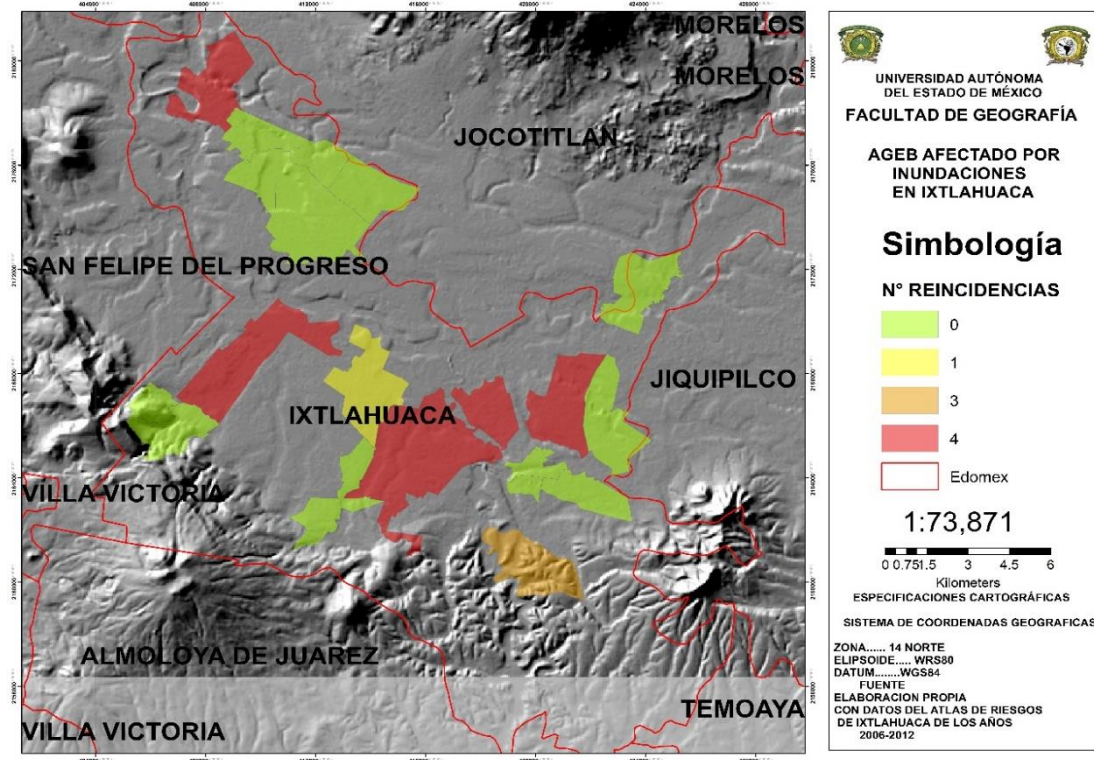 MORELOS
MORELOS
JOCOTITLAN
SAN FELIPE DEL PROGRESO
JIQUIPILCO
IXTLAHUACA
VILLA VICTORIA
ALMOLOYA DE JUAREZ
TEMOAYA
VILLA VICTORIA
UNIVERSIDAD AUTÓNOMA
DEL ESTADO DE MÉXICO
FACULTAD DE GEOGRAFÍA
AGEB AFECTADO POR
INUNDACIONES
EN IXTLAHUACA
Simbología
N° REINCIDENCIAS
0
1
3
4
Edomex
1:73,871
0 0.751.5 3 4.5 6
Kilometers
ESPECIFICACIONES CARTOGRÁFICAS
SISTEMA DE COORDENADAS GEOGRAFICAS
ZONA...... 14 NORTE
ELIPSOIDE..... WRS80
DATUM........WGS84
FUENTE
ELABORACION PROPIA
CON DATOS DEL ATLAS DE RIESGOS
DE IXTLAHUACA DE LOS AÑOS
2006-2012